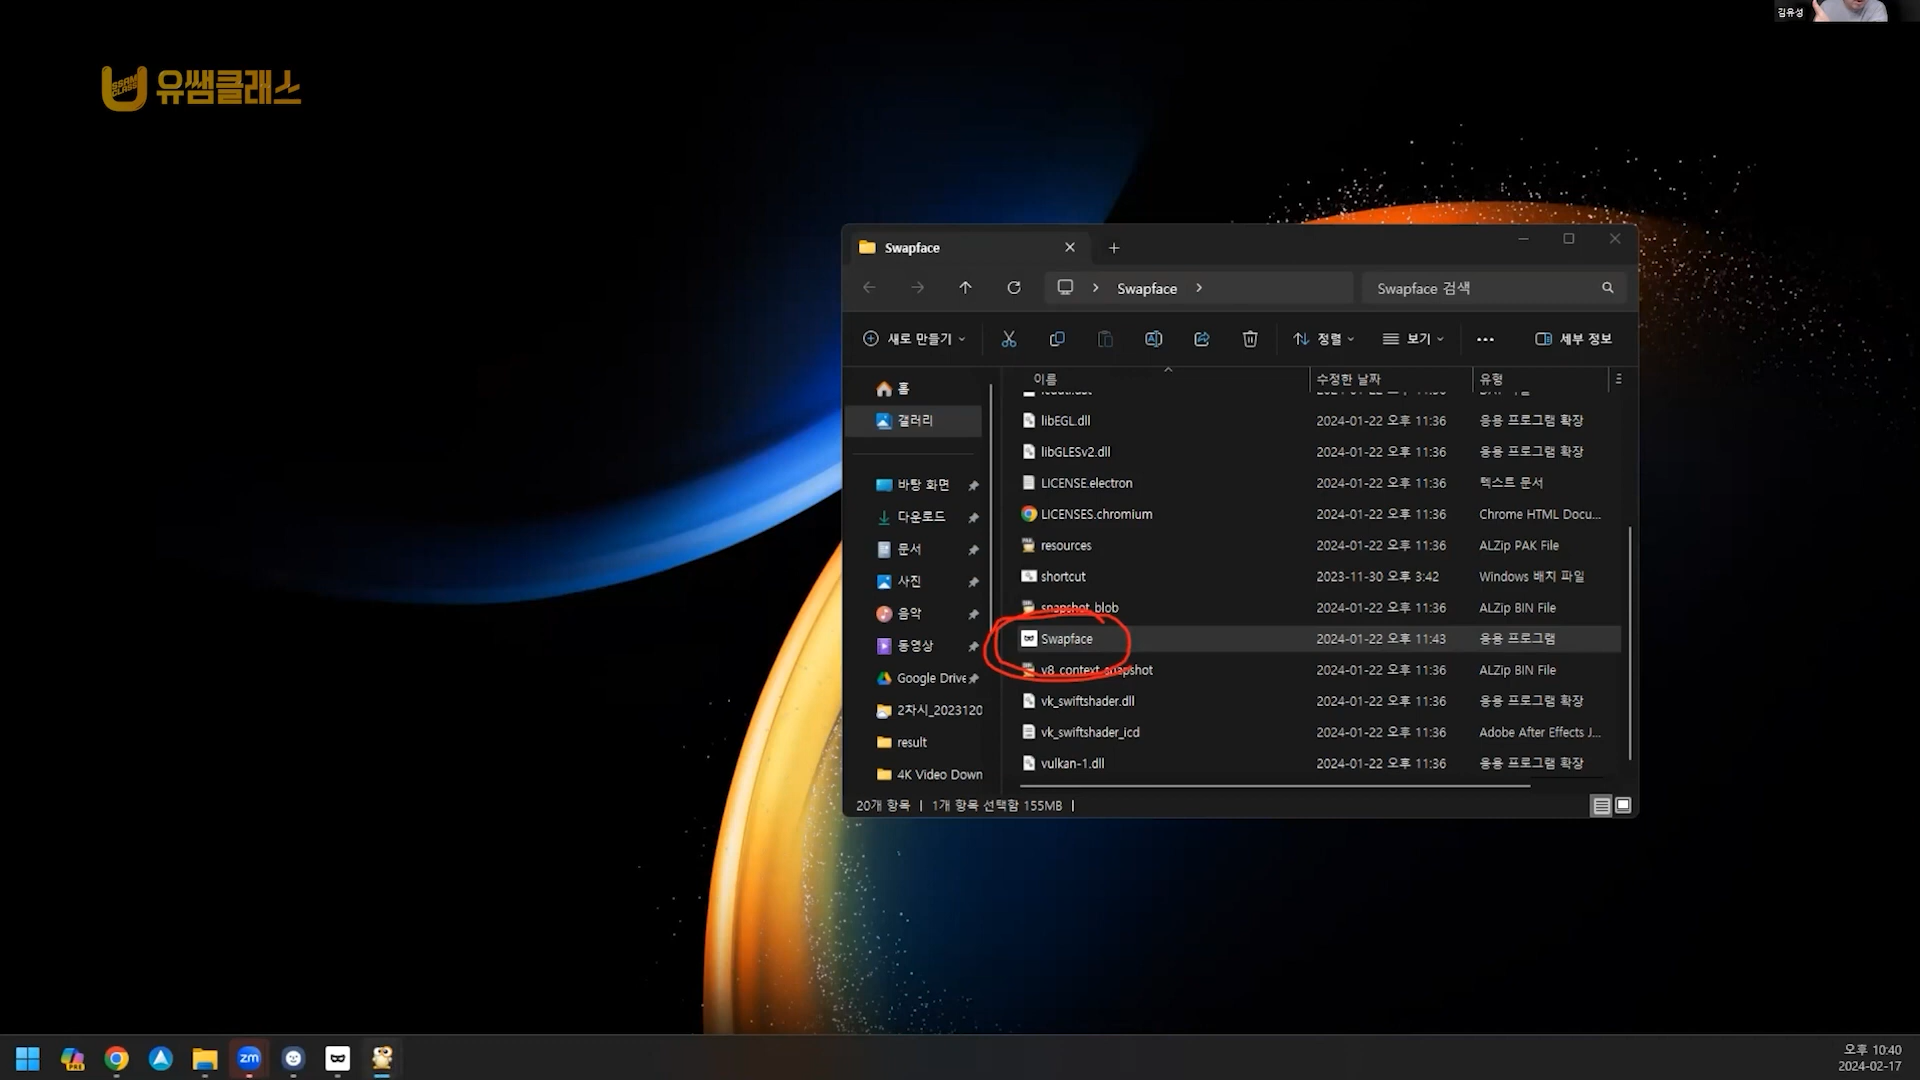 김유성
USSAM CLASS
유쌤클래스
Swapface
Swapface
Swapface 검색
새로 만들기
정렬
보기
세부 정보
이름
수정한 날짜
유형
홈
갤러리
바탕 화면
다운로드
문서
사진
음악
동영상
Google Drive
2차시_2023120
result
4K Video Down
libEGL.dll 2024-01-22 오후 11:36 응용 프로그램 확장
libGLESv2.dll 2024-01-22 오후 11:36 응용 프로그램 확장
LICENSE.electron 2024-01-22 오후 11:36 텍스트 문서
LICENSES.chromium 2024-01-22 오후 11:36 Chrome HTML Docu...
resources 2024-01-22 오후 11:36 ALZip PAK File
shortcut 2023-11-30 오후 3:42 Windows 배치 파일
snapshot_blob 2024-01-22 오후 11:36 ALZip BIN File
Swapface 2024-01-22 오후 11:43 응용 프로그램
v8_context_snapshot 2024-01-22 오후 11:36 ALZip BIN File
vk_swiftshader.dll 2024-01-22 오후 11:36 응용 프로그램 확장
vk_swiftshader_icd 2024-01-22 오후 11:36 Adobe After Effects J...
vulkan-1.dll 2024-01-22 오후 11:36 응용 프로그램 확장
20개 항목 | 1개 항목 선택함 155MB |
PRE
zm
오후 10:40
2024-02-17